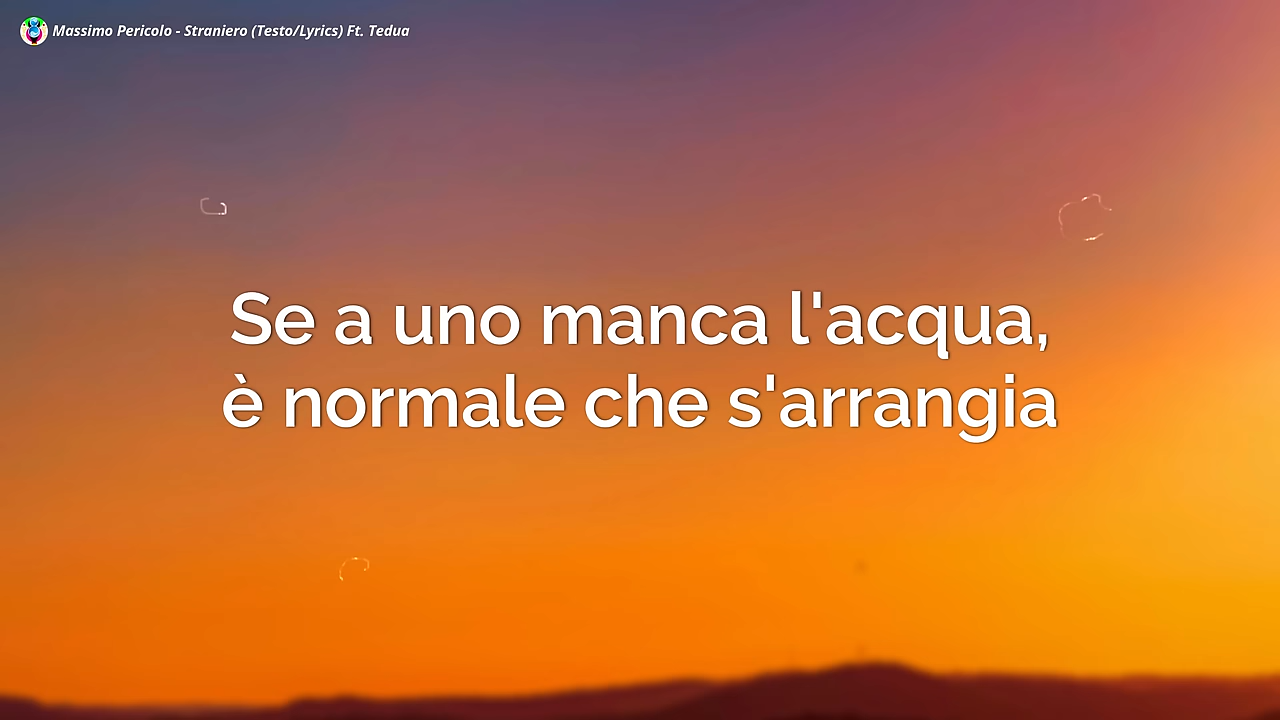 Massimo Pericolo - Straniero (Testo/Lyrics) Ft. Tedua
Se a uno manca l'acqua,
è normale che s'arrangia